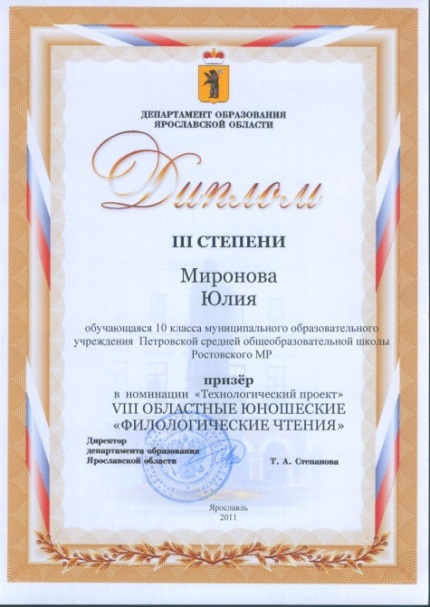 ДЕПАРТАМЕНТ ОБРАЗОВАНИЯ
ЯРОСЛАВСКОЙ ОБЛАСТИ
Диплом
III СТЕПЕНИ
Миронова
Юлия
обучающаяся 10 класса муниципального образовательного
учреждения Петровской средней общеобразовательной школы
Ростовского МР
призёр
в номинации «Технологический проект»
VIII ОБЛАСТНЫЕ ЮНОШЕСКИЕ
«ФИЛОЛОГИЧЕСКИЕ ЧТЕНИЯ»
Директор
департамента образования
Ярославской области
Т. А. Степанова
Ярославль
2011